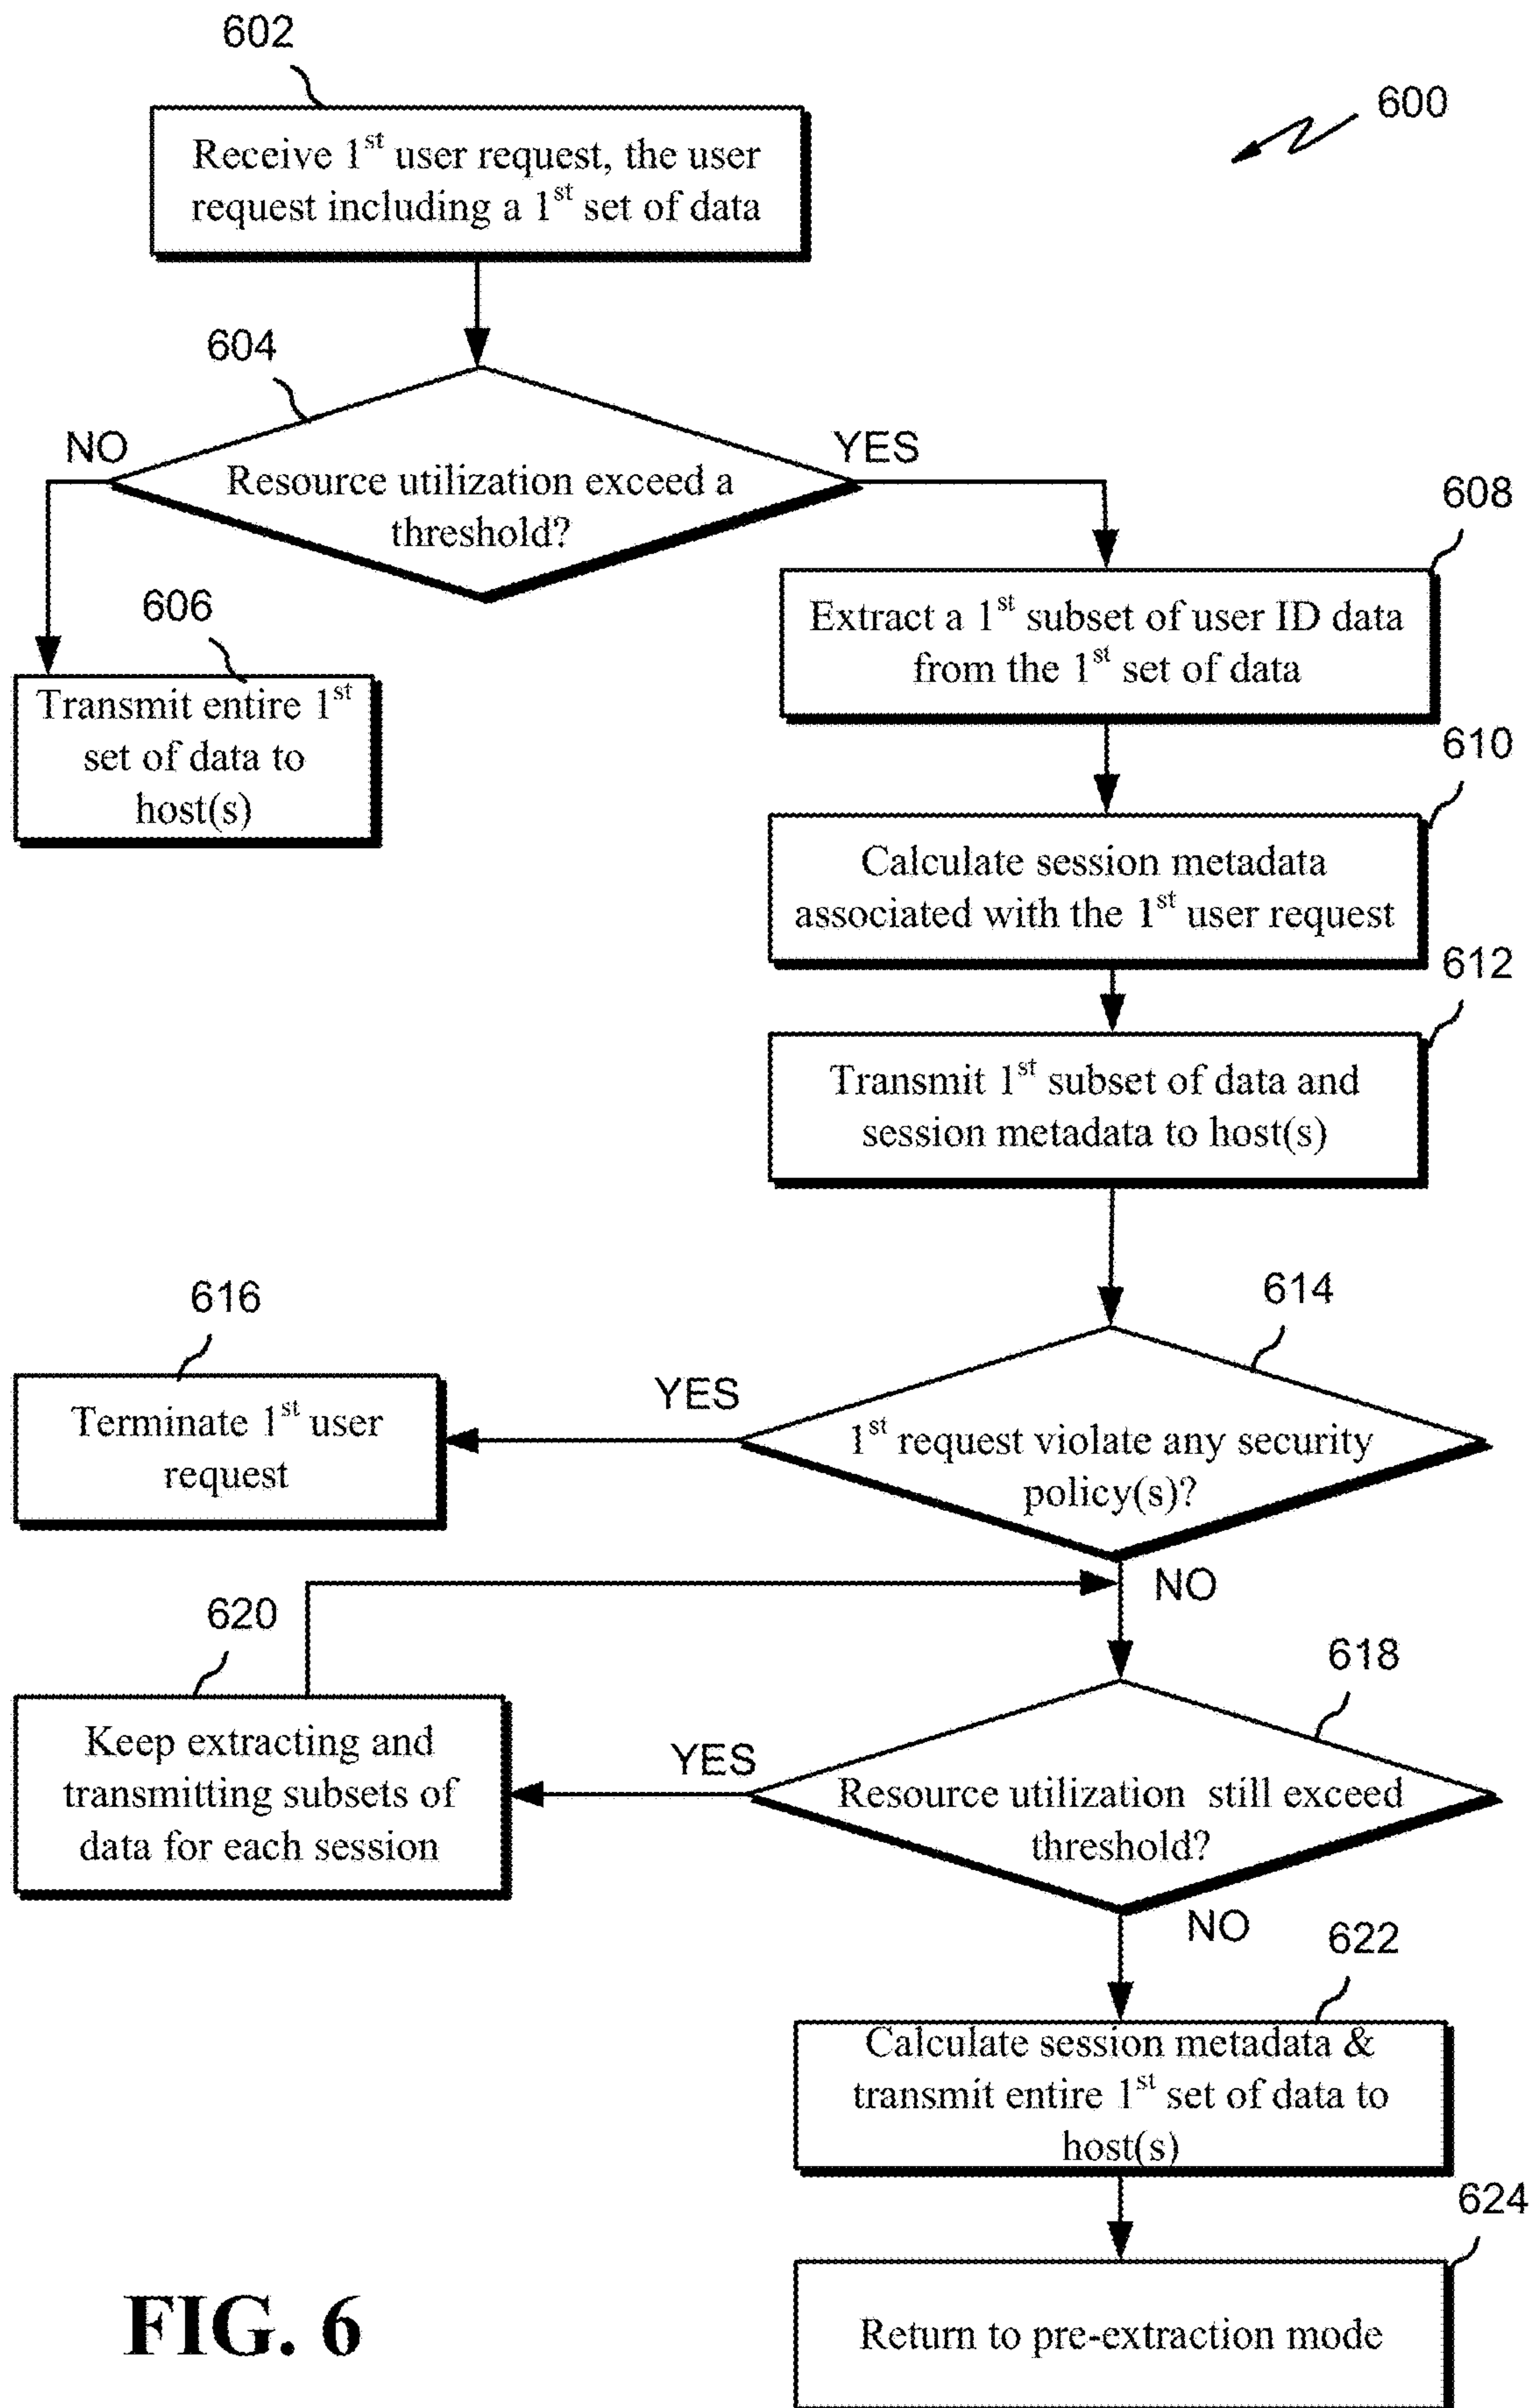 602
600
Receive 1st user request, the user
request including a 1st set of data
604
NO
YES
Resource utilization exceed a
threshold?
608
606
Extract a 1st subset of user ID data
from the 1st set of data
Transmit entire 1st
set of data to
host(s)
610
Calculate session metadata
associated with the 1st user request
612
Transmit 1st subset of data and
session metadata to host(s)
614
616
YES
Terminate 1st user
request
1st request violate any security
policy(s)?
NO
620
618
Keep extracting and
transmitting subsets of
data for each session
YES
Resource utilization still exceed
threshold?
NO
622
Calculate session metadata &
transmit entire 1st set of data to
host(s)
624
Return to pre-extraction mode
FIG. 6